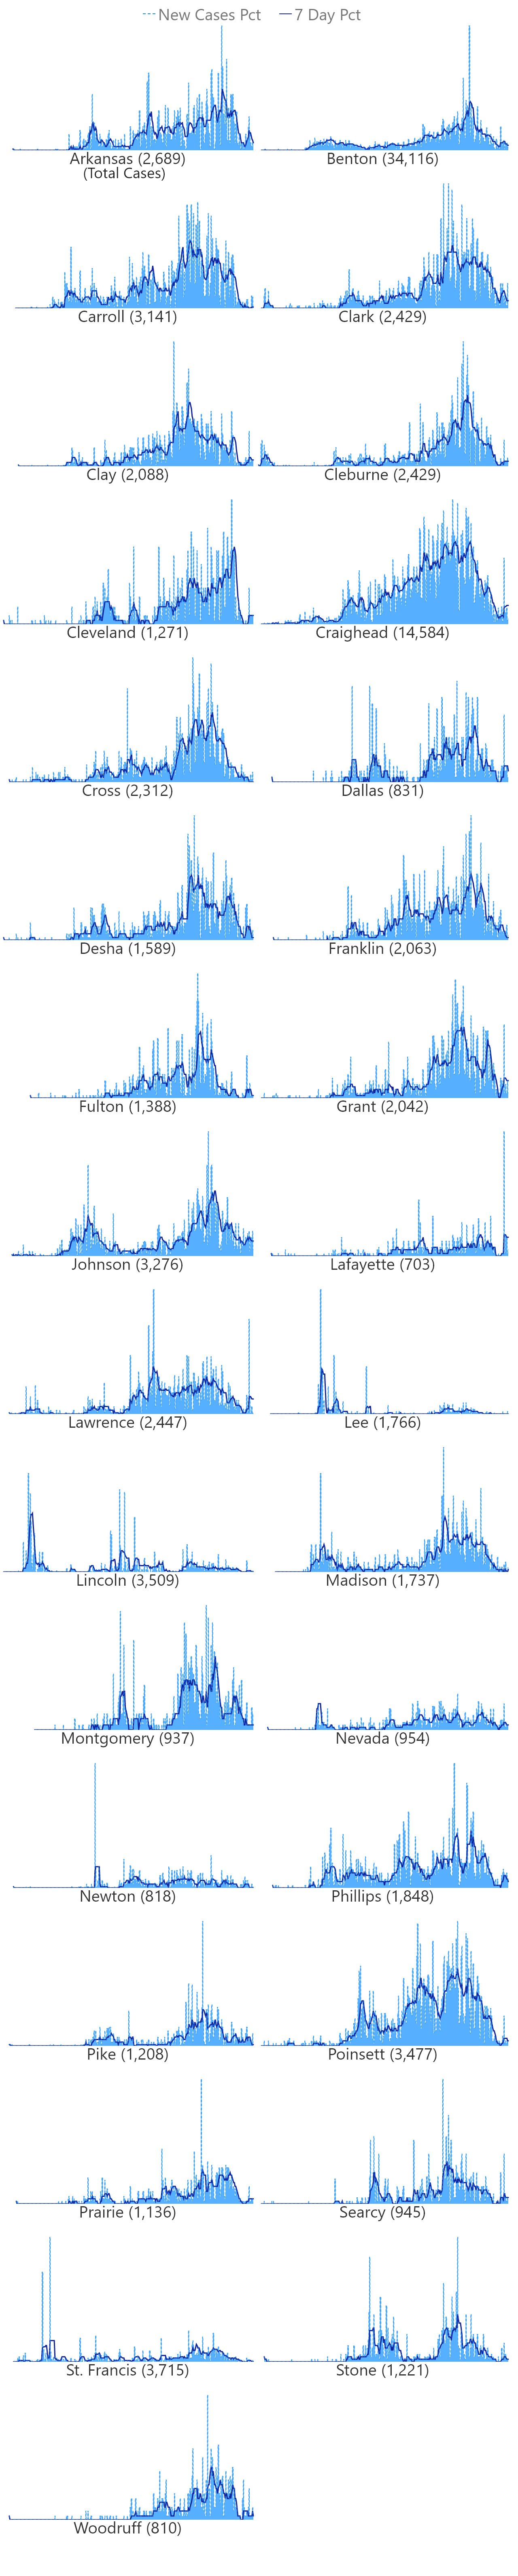 New Cases Pct 7 Day Pct
Arkansas (2,689) Benton (34,116)
(Total Cases)
Carroll (3,141) Clark (2,429)
Clay (2,088) Cleburne (2,429)
Cleveland (1,271) Craighead (14,584)
Cross (2,312) Dallas (831)
Desha (1,589) Franklin (2,063)
Fulton (1,388) Grant (2,042)
Johnson (3,276) Lafayette (703)
Lawrence (2,447) Lee (1,766)
Lincoln (3,509) Madison (1,737)
Montgomery (937) Nevada (954)
Newton (818) Phillips (1,848)
Pike (1,208) Poinsett (3,477)
Prairie (1,136) Searcy (945)
St. Francis (3,715) Stone (1,221)
Woodruff (810)